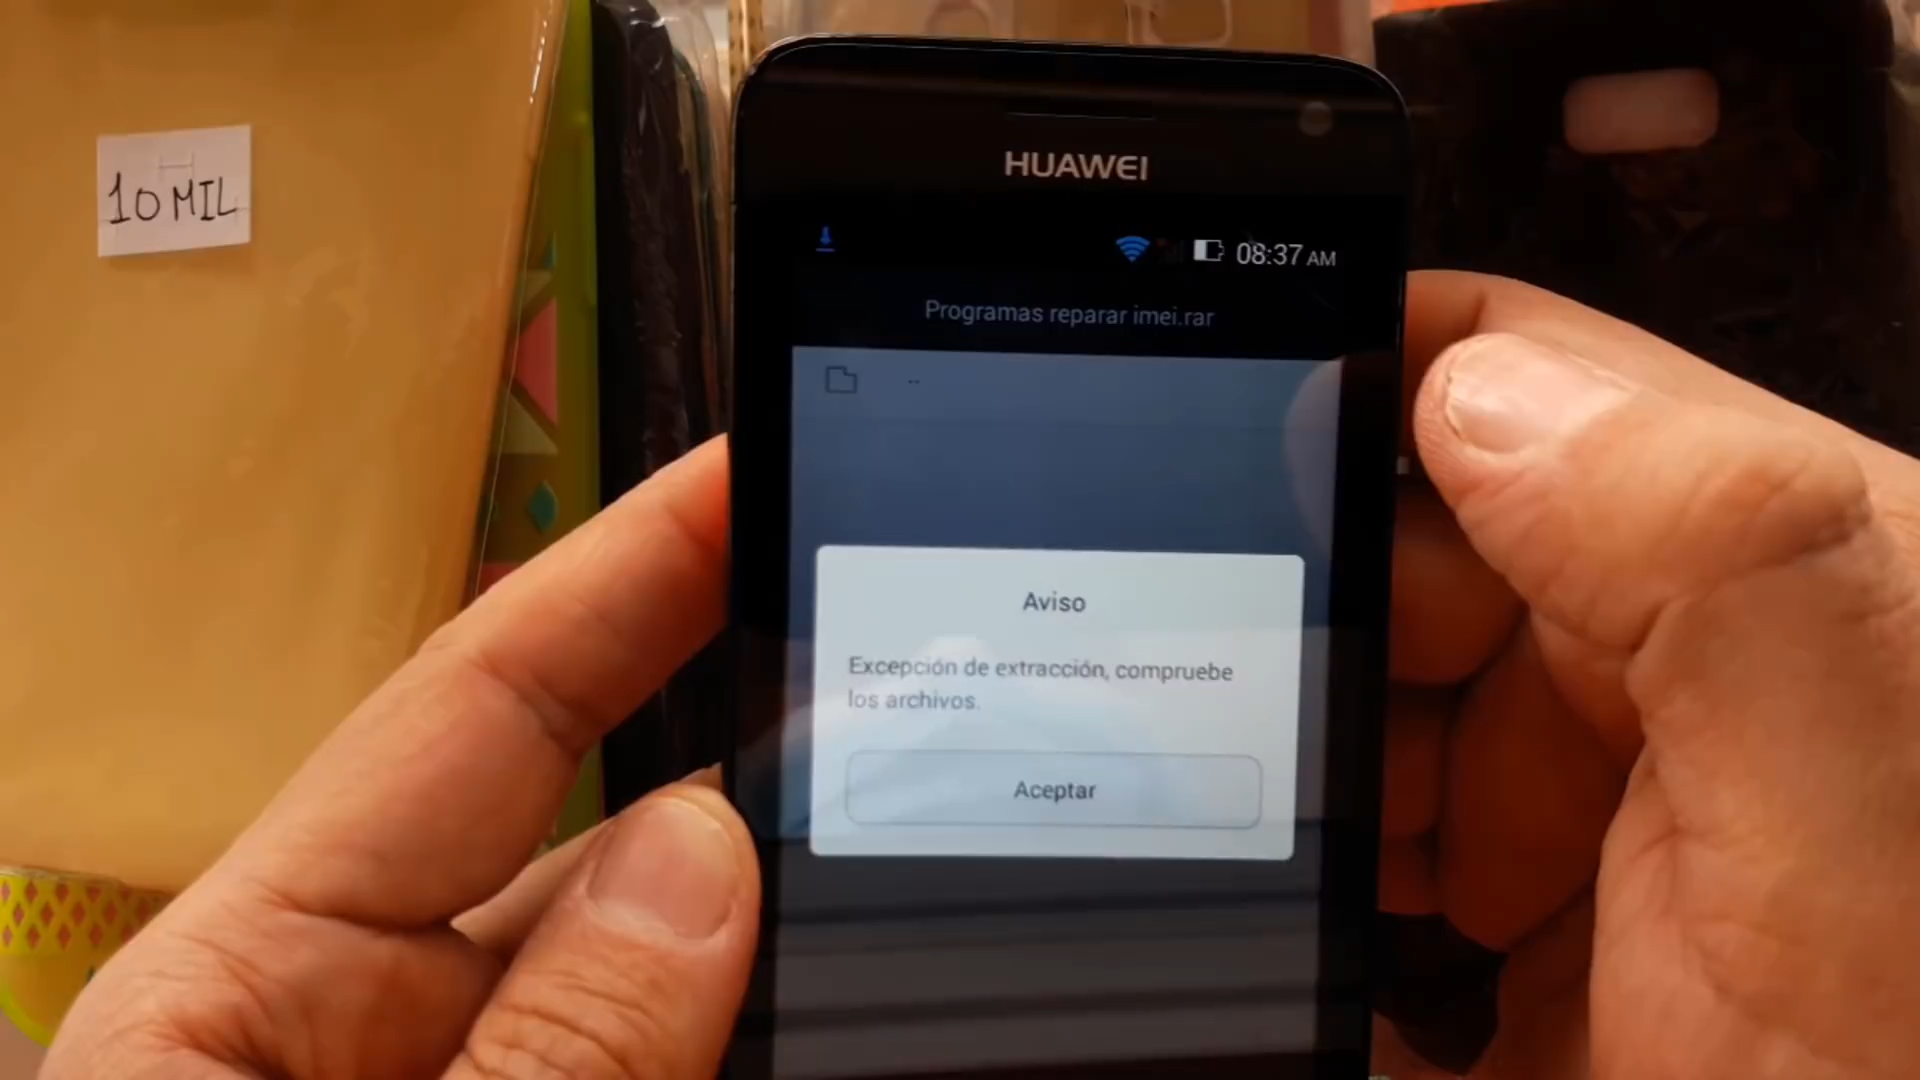 10 MIL
HUAWEI
08:37 AM
Programas reparar imei.rar
..
Aviso
Excepción de extracción, compruebe
los archivos.
Aceptar